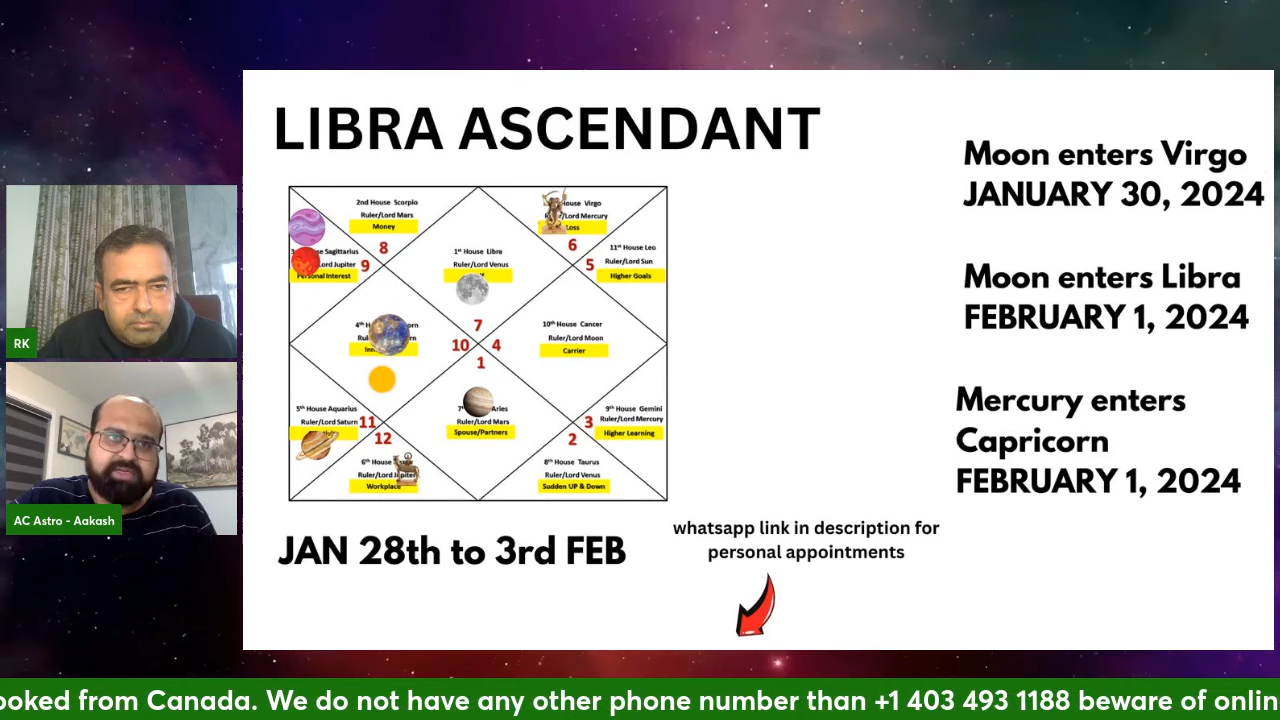 LIBRA ASCENDANT
Moon enters Virgo
JANUARY 30, 2024
Moon enters Libra
FEBRUARY 1, 2024
Mercury enters
Capricorn
FEBRUARY 1, 2024
2nd House Scorpio
Ruler/Lord Mars
Money
8
House Virgo
Lord Mercury
Loss
6
Sagittarius
Lord Jupiter
Personal Interest
9
1st House Libra
Ruler/Lord Venus
7
11th House Leo
Ruler/Lord Sun
Higher Goals
5
4th
10
10th House Cancer
Ruler/Lord Moon
Carrier
4
1
Aries
Ruler/Lord Mars
Spouse/Partners
5th House Aquarius
Ruler/Lord Saturn
11
12
6th House
Ruler/Lord Jupiter
Workplace
9th House Gemini
Ruler/Lord Mercury
Higher Learning
3
2
8th House Taurus
Ruler/Lord Venus
Sudden UP & Down
JAN 28th to 3rd FEB
whatsapp link in description for
personal appointments
RK
AC Astro - Aakash
ooked from Canada. We do not have any other phone number than +1 403 493 1188 beware of onlin